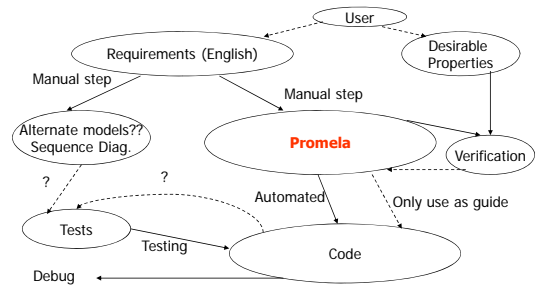 User
Requirements (English)
Desirable
Properties
Manual step
Manual step
Alternate models??
Sequence Diag.
Promela
Verification
?
?
Automated
Only use as guide
Tests
Testing
Code
Debug